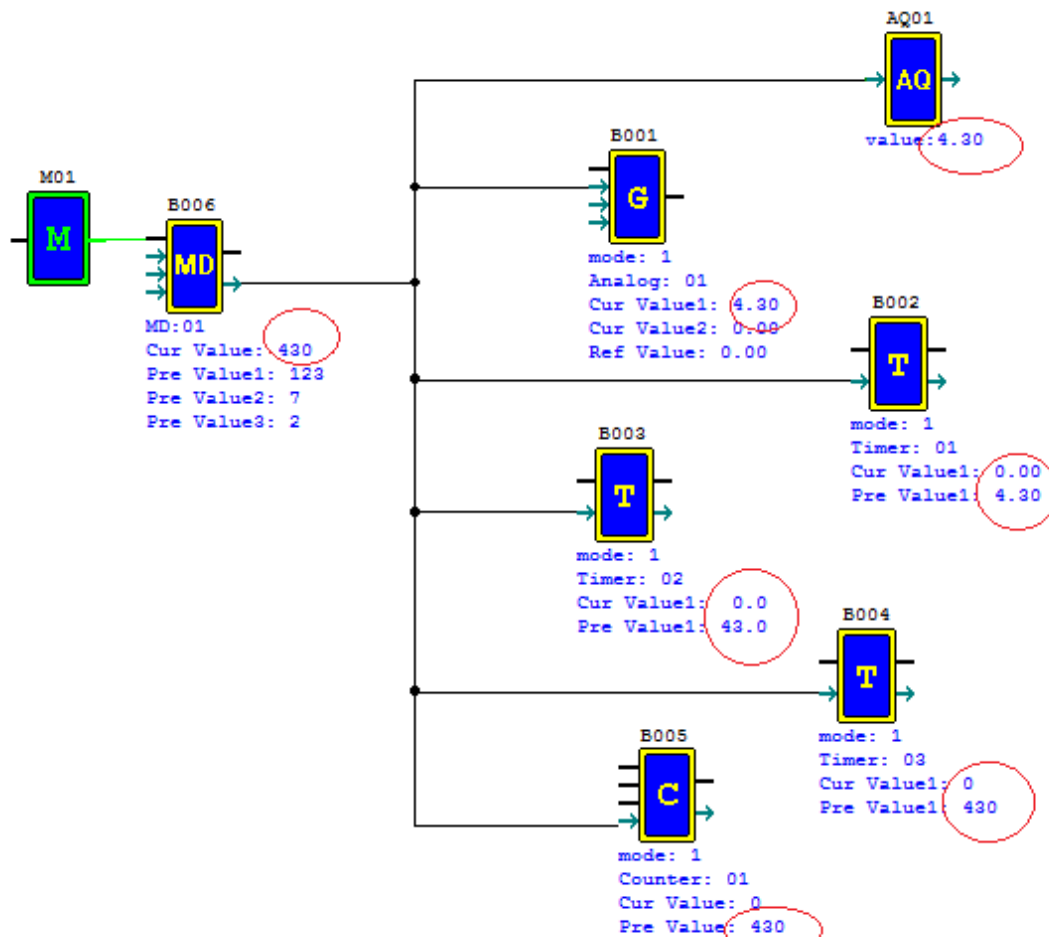 AQ01
AQ
value:4.30
B001
G
mode: 1
Analog: 01
Cur Value1: 4.30
Cur Value2: 0.00
Ref Value: 0.00
M01
M
B006
MD
MD:01
Cur Value: 430
Pre Value1: 123
Pre Value2: 7
Pre Value3: 2
B002
T
mode: 1
Timer: 01
Cur Value1: 0.00
Pre Value1: 4.30
B003
T
mode: 1
Timer: 02
Cur Value1: 0.0
Pre Value1: 43.0
B004
T
mode: 1
Timer: 03
Cur Value1: 0
Pre Value1: 430
B005
C
mode: 1
Counter: 01
Cur Value: 0
Pre Value: 430